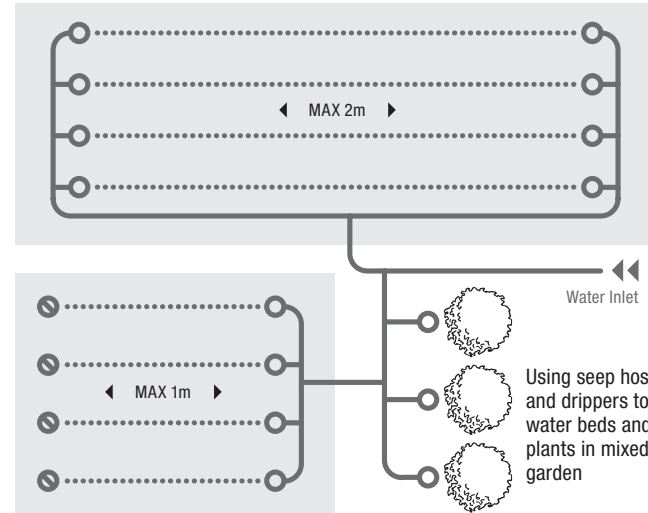 MAX 2m
Water Inlet
MAX 1m
Using seep hos
and drippers to
water beds and
plants in mixed
garden